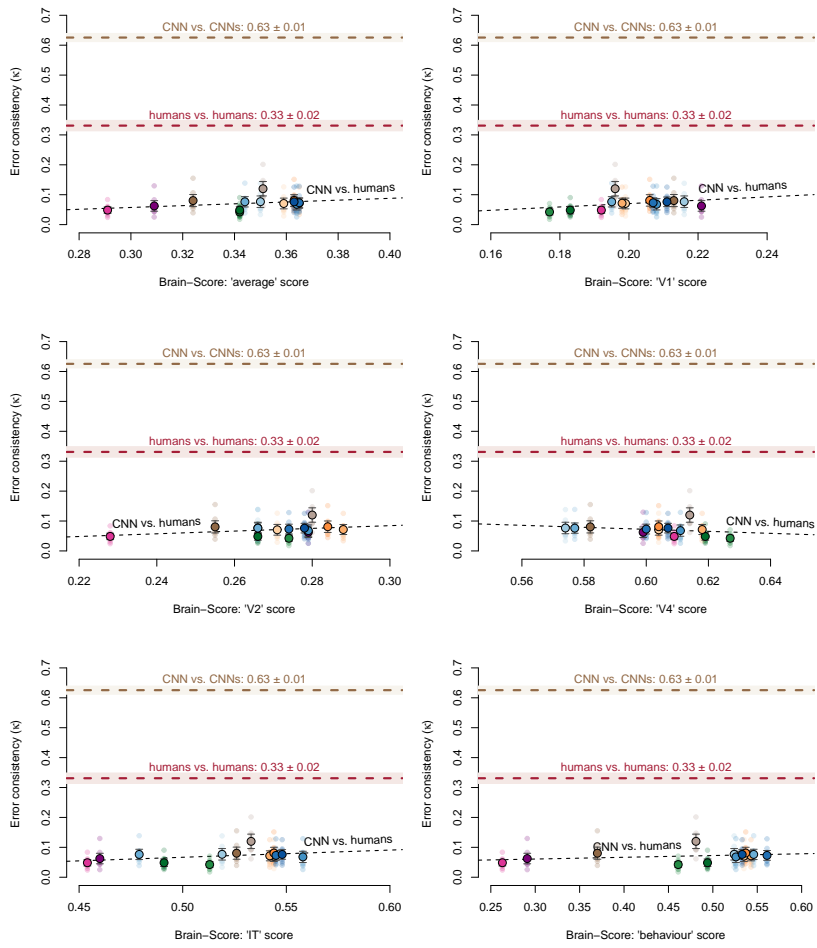 CNN vs. CNNs: 0.63 ± 0.01
humans vs. humans: 0.33 ± 0.02
CNN vs. humans
Error consistency (κ)
0.0 0.1 0.2 0.3 0.4 0.5 0.6 0.7
0.28 0.30 0.32 0.34 0.36 0.38 0.40
Brain−Score: 'average' score
CNN vs. CNNs: 0.63 ± 0.01
humans vs. humans: 0.33 ± 0.02
CNN vs. humans
Error consistency (κ)
0.0 0.1 0.2 0.3 0.4 0.5 0.6 0.7
0.16 0.18 0.20 0.22 0.24
Brain−Score: 'V1' score
CNN vs. CNNs: 0.63 ± 0.01
humans vs. humans: 0.33 ± 0.02
CNN vs. humans
Error consistency (κ)
0.0 0.1 0.2 0.3 0.4 0.5 0.6 0.7
0.22 0.24 0.26 0.28 0.30
Brain−Score: 'V2' score
CNN vs. CNNs: 0.63 ± 0.01
humans vs. humans: 0.33 ± 0.02
CNN vs. humans
Error consistency (κ)
0.0 0.1 0.2 0.3 0.4 0.5 0.6 0.7
0.56 0.58 0.60 0.62 0.64
Brain−Score: 'V4' score
CNN vs. CNNs: 0.63 ± 0.01
humans vs. humans: 0.33 ± 0.02
CNN vs. humans
Error consistency (κ)
0.0 0.1 0.2 0.3 0.4 0.5 0.6 0.7
0.45 0.50 0.55 0.60
Brain−Score: 'IT' score
CNN vs. CNNs: 0.63 ± 0.01
humans vs. humans: 0.33 ± 0.02
CNN vs. humans
Error consistency (κ)
0.0 0.1 0.2 0.3 0.4 0.5 0.6 0.7
0.25 0.30 0.35 0.40 0.45 0.50 0.55 0.60
Brain−Score: 'behaviour' score